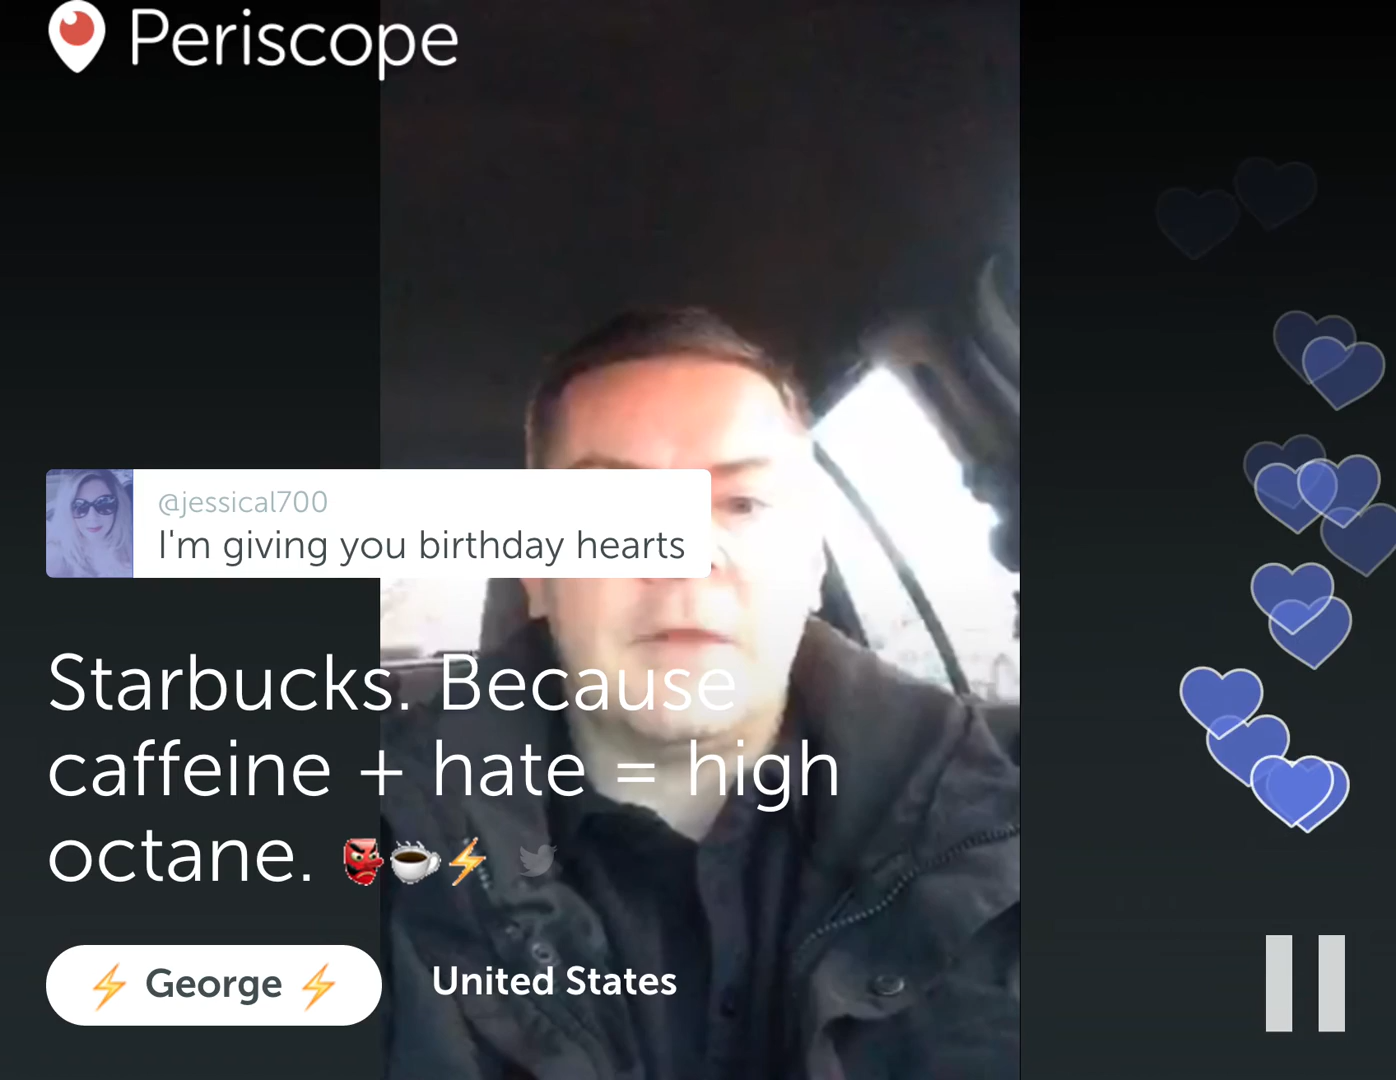 Periscope
@jessical700
I'm giving you birthday hearts
Starbucks. Because
caffeine + hate = high
octane. 👺☕⚡
⚡ George ⚡ United States